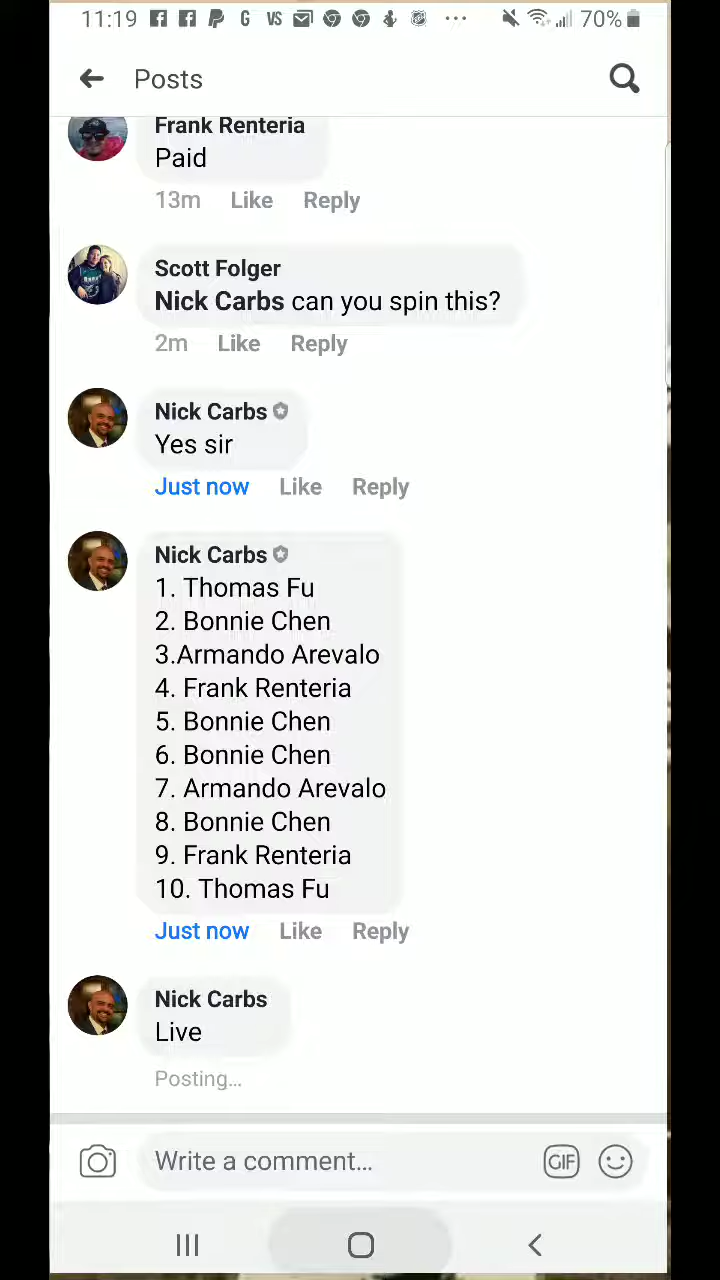 11:19 G VS ... 70%
Posts
Frank Renteria
Paid
13m Like Reply
Scott Folger
Nick Carbs can you spin this?
2m Like Reply
Nick Carbs
Yes sir
Just now Like Reply
Nick Carbs
1. Thomas Fu
2. Bonnie Chen
3.Armando Arevalo
4. Frank Renteria
5. Bonnie Chen
6. Bonnie Chen
7. Armando Arevalo
8. Bonnie Chen
9. Frank Renteria
10. Thomas Fu
Just now Like Reply
Nick Carbs
Live
Posting...
Write a comment... GIF